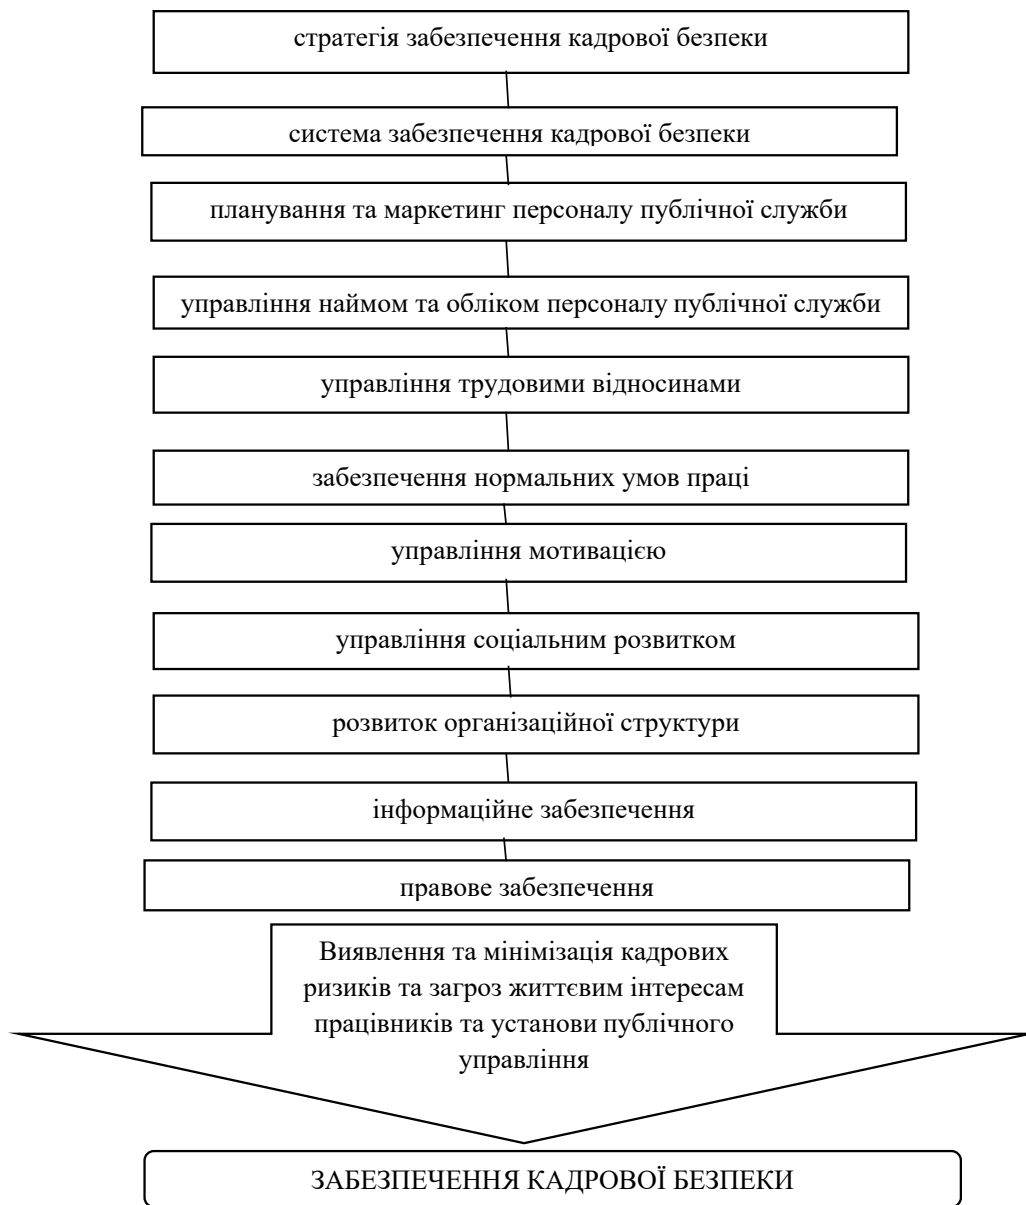 стратегія забезпечення кадрової безпеки
система забезпечення кадрової безпеки
планування та маркетинг персоналу публічної служби
управління наймом та обліком персоналу публічної служби
управління трудовими відносинами
забезпечення нормальних умов праці
управління мотивацією
управління соціальним розвитком
розвиток організаційної структури
інформаційне забезпечення
правове забезпечення
Виявлення та мінімізація кадрових
ризиків та загроз життєвим інтересам
працівників та установи публічного
управління
ЗАБЕЗПЕЧЕННЯ КАДРОВОЇ БЕЗПЕКИ